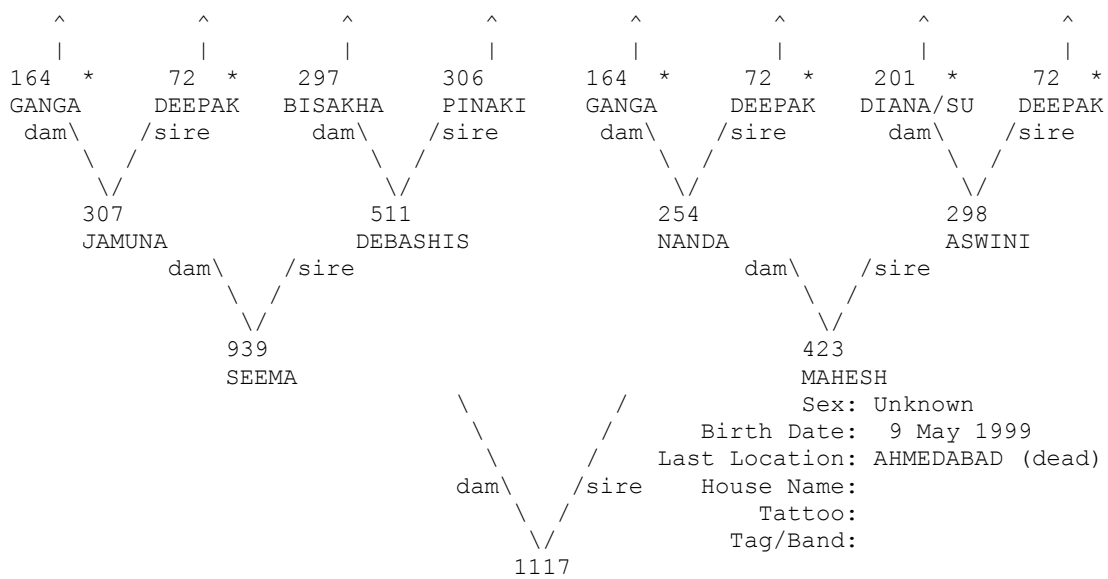 ^ ^ ^ ^ ^ ^ ^ ^
| | | | | | | |
164 * 72 * 297 306 164 * 72 * 201 * 72 *
GANGA DEEPAK BISAKHA PINAKI GANGA DEEPAK DIANA/SU DEEPAK
dam\ /sire dam\ /sire dam\ /sire dam\ /sire
\ / \ / \ / \ /
\/ \/ \/ \/
307 511 254 298
JAMUNA DEBASHIS NANDA ASWINI
dam\ /sire dam\ /sire
\ / \ /
\/ \/
939 423
SEEMA MAHESH
\ / Sex: Unknown
\ / Birth Date: 9 May 1999
\ / Last Location: AHMEDABAD (dead)
dam\ /sire House Name:
\ / Tattoo:
\/ Tag/Band:
1117